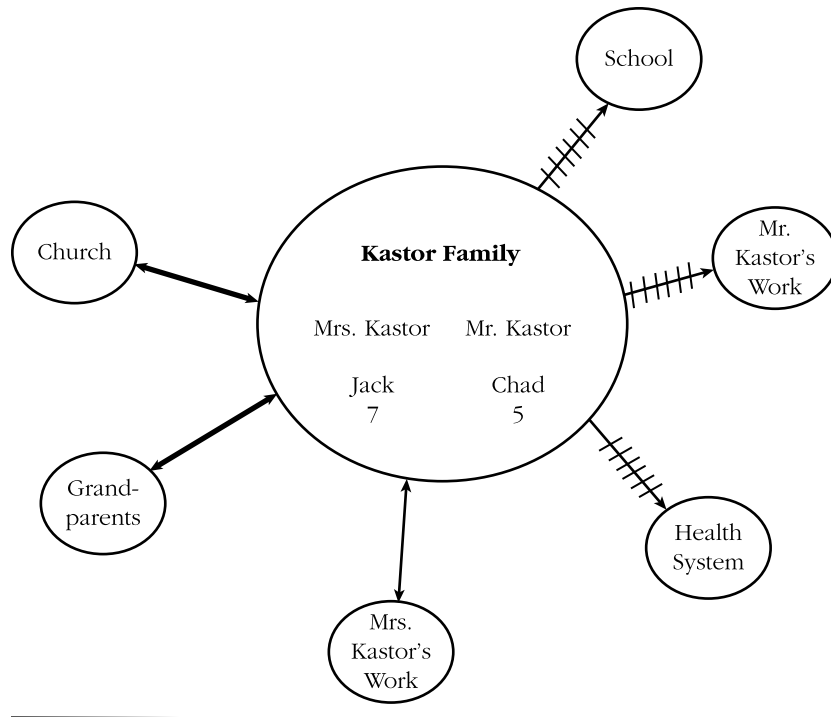 School
Mr.
Kastor’s
Work
Church
Kastor Family
Mrs. Kastor Mr. Kastor
Jack Chad
7 5
Grand-
parents
Health
System
Mrs.
Kastor’s
Work